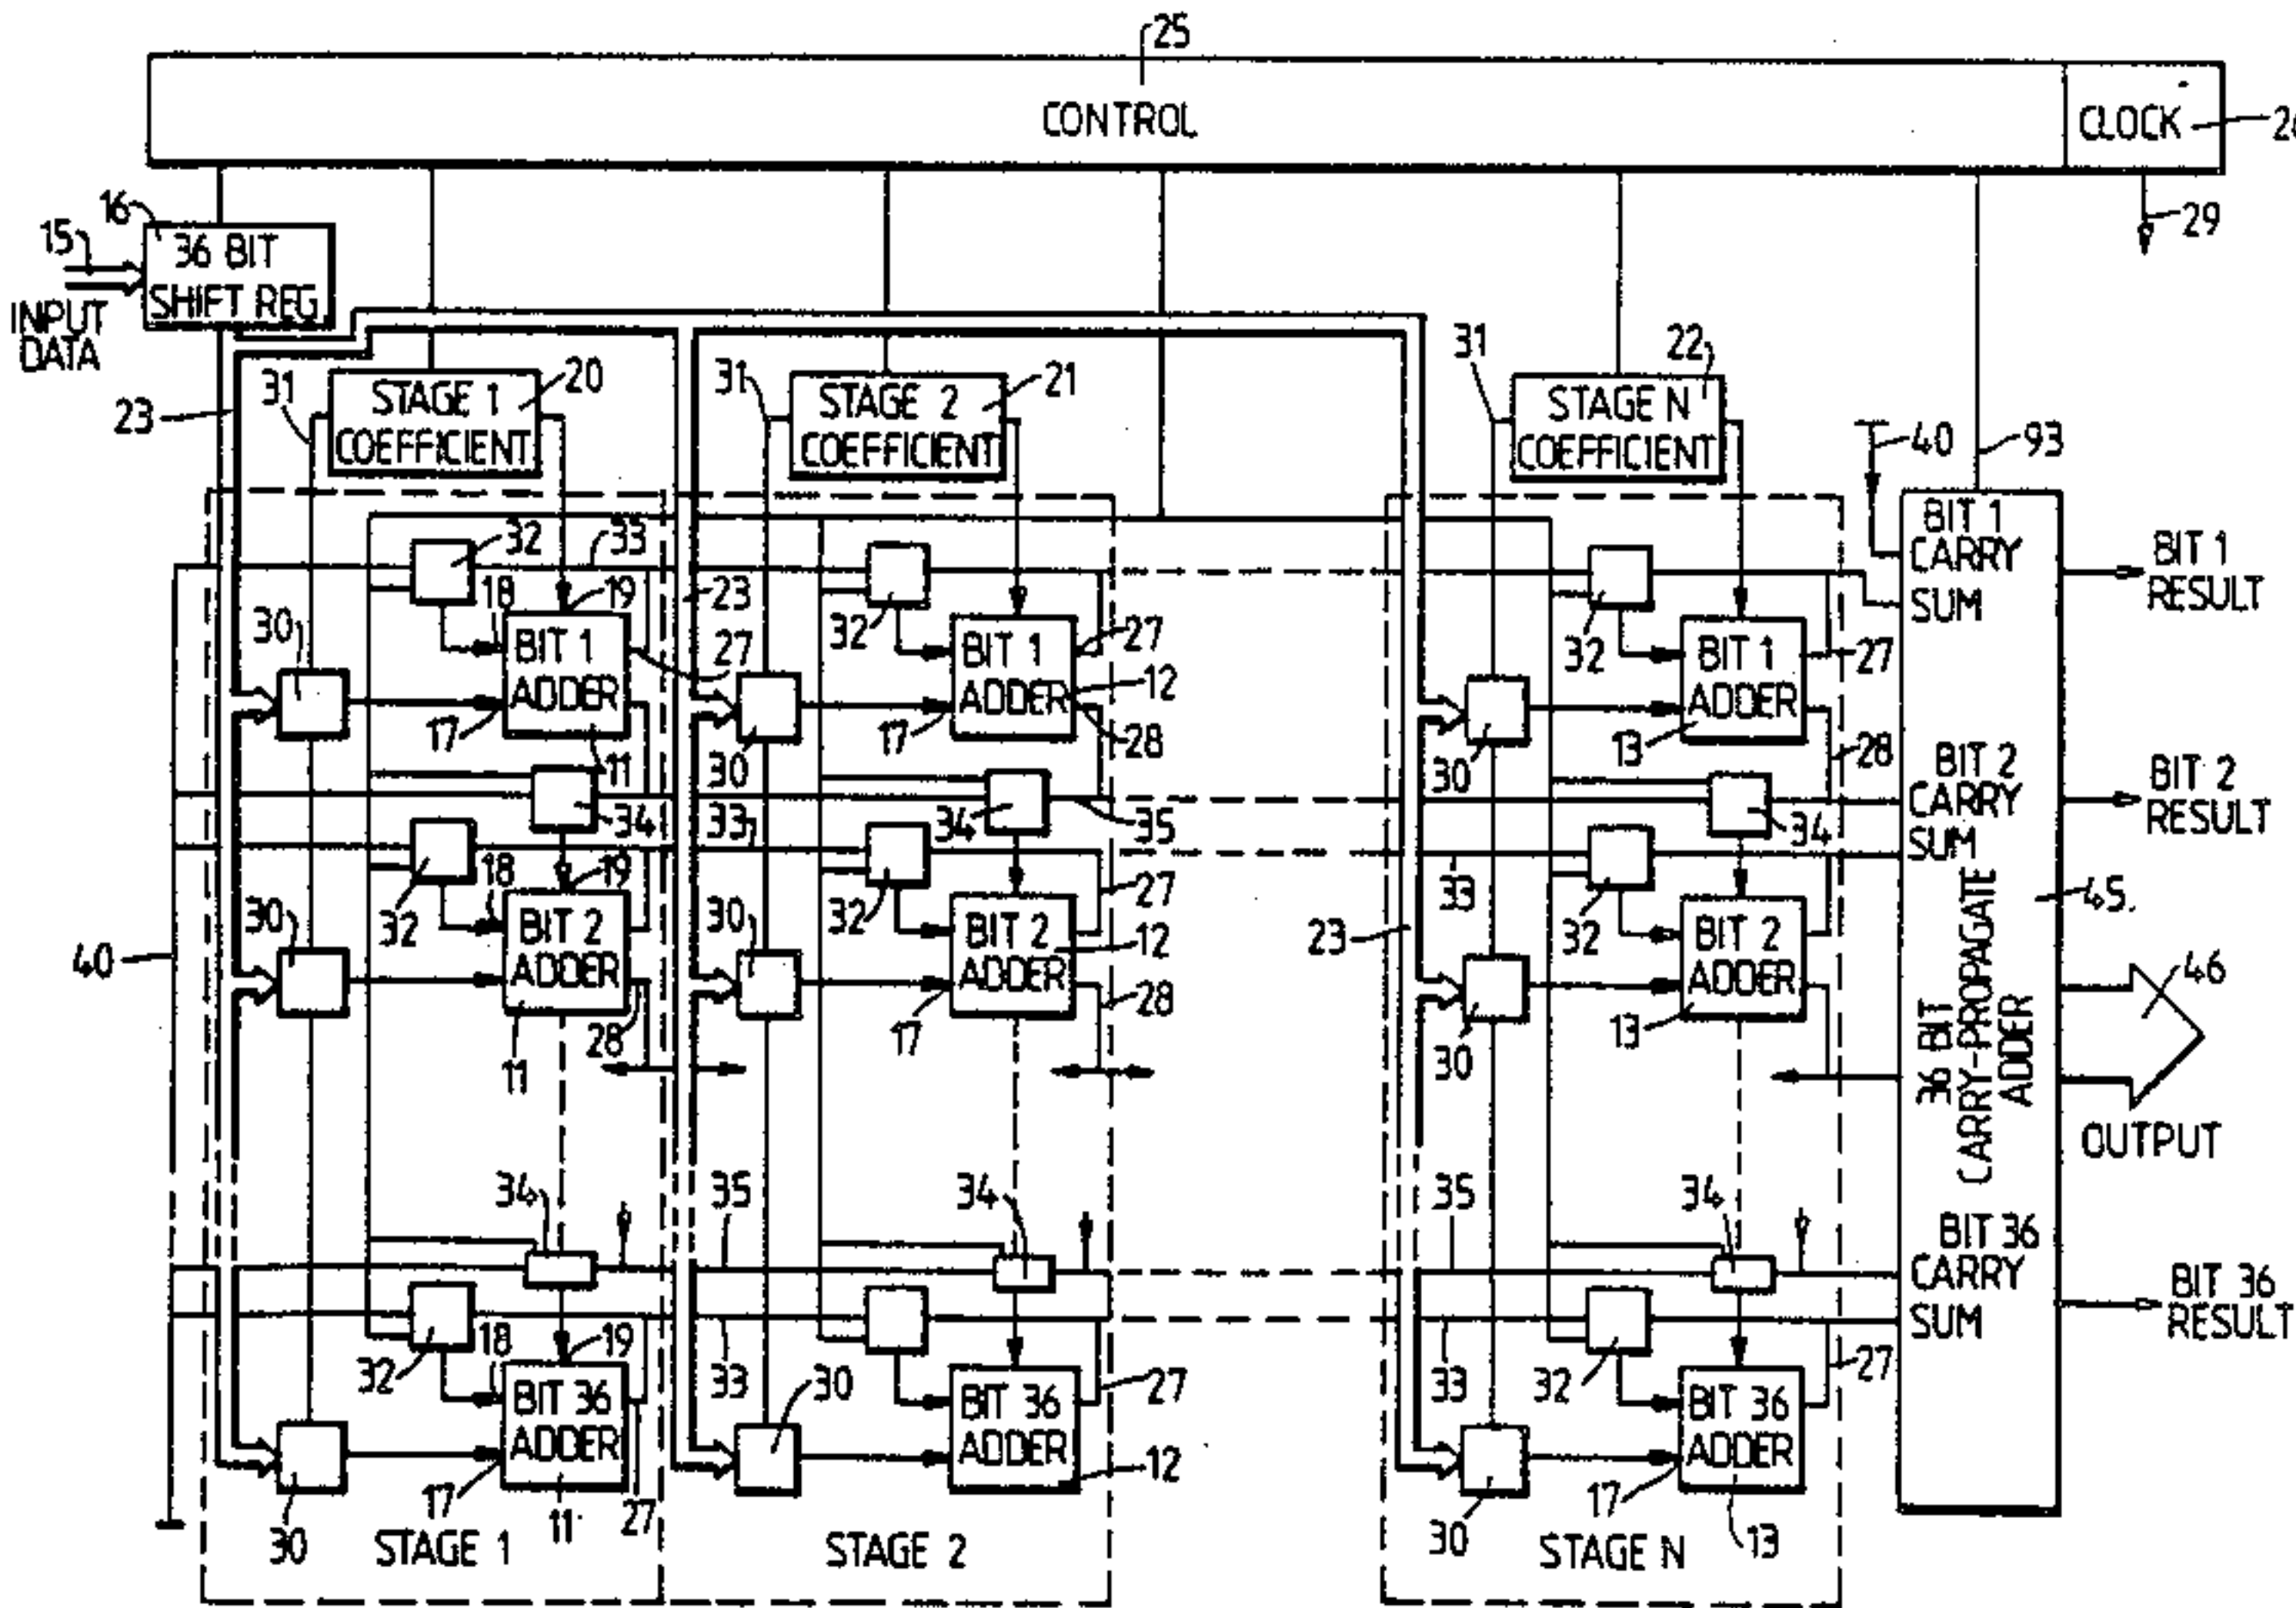 25
CONTROL
CLOCK
29
16
36 BIT
SHIFT REG
15
INPUT
DATA
23
31
STAGE 1
COEFFICIENT
20
31
STAGE 2
COEFFICIENT
21
31
STAGE N
COEFFICIENT
22
40
93
32
33
18
19
23
32
27
32
27
30
BIT 1
ADDER
27
BIT 1
ADDER
12
BIT 1
ADDER
17
11
30
17
28
30
13
28
BIT 1
CARRY
SUM
BIT 1
RESULT
34
33
34
35
34
BIT 2
CARRY
SUM
BIT 2
RESULT
32
18
19
32
27
33
32
30
BIT 2
ADDER
30
BIT 2
ADDER
12
23
BIT 2
ADDER
45
40
11
28
17
28
30
13
36 BIT
CARRY-PROPAGATE
ADDER
46
OUTPUT
34
35
34
35
34
BIT 36
CARRY
SUM
BIT 36
RESULT
32
18
19
33
27
33
32
27
BIT 36
ADDER
30
BIT 36
ADDER
BIT 36
ADDER
30
17
11
27
12
30
17
13
STAGE 1
STAGE 2
STAGE N